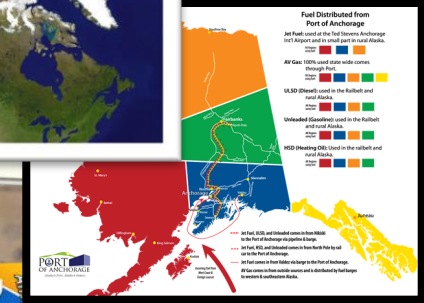 Fuel Distributed from
Port of Anchorage
Jet Fuel: used at the Ted Stevens Anchorage
Int'l Airport and in small part in rural Alaska.
AV Gas: 100% used state wide comes
through Port.
ULSD (Diesel): used in the Railbelt and
rural Alaska.
Unleaded (Gasoline): used in the Railbelt
and rural Alaska.
HSD (Heating Oil): Used in the railbelt and
rural Alaska.
Fairbanks
Anchorage
Juneau
King Salmon
PORT
OF ANCHORAGE
Jet Fuel, ULSD, and Unleaded comes in from Nikiski
to the Port of Anchorage via pipeline & barge.
Jet Fuel, HSD, and Unleaded comes in from North Pole by rail
car to the Port of Anchorage.
Jet Fuel comes in from Valdez via barge to the Port of Anchorage.
AV Gas comes in from outside sources and is distributed by fuel barges
to western & southeastern Alaska.